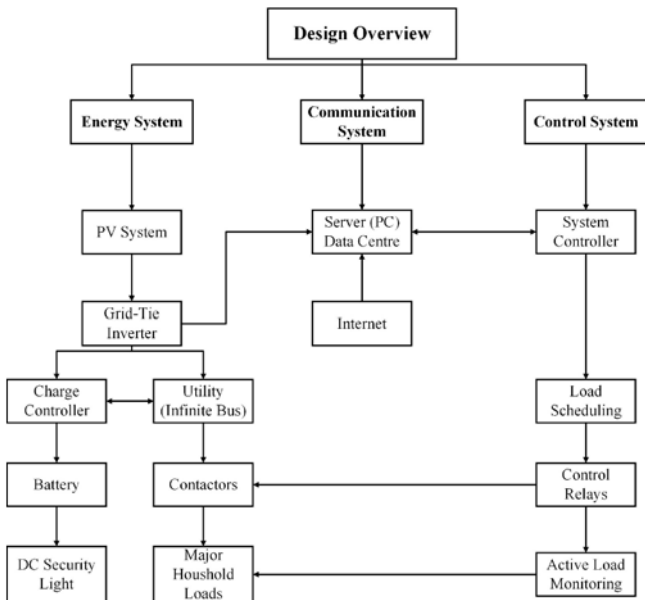 Design Overview
Energy System
Communication
System
Control System
PV System
Server (PC)
Data Centre
System
Controller
Grid-Tie
Inverter
Internet
Charge
Controller
Utility
(Infinite Bus)
Load
Scheduling
Battery
Contactors
Control
Relays
DC Security
Light
Major
Houshold
Loads
Active Load
Monitoring